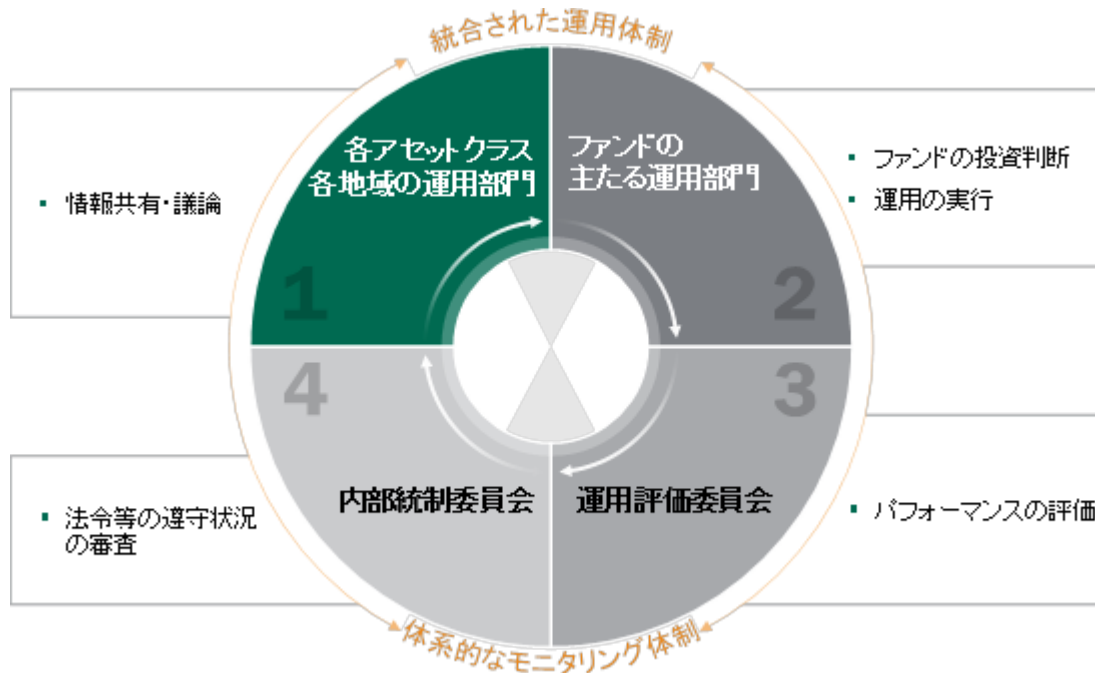 統合された運用体制
各アセットクラス
各地域の運用部門
1
▪ 情報共有・議論
ファンドの
主たる運用部門
2
▪ ファンドの投資判断
▪ 運用の実行
3
運用評価委員会
▪ パフォーマンスの評価
4
内部統制委員会
▪ 法令等の遵守状況
の審査
体系的なモニタリング体制